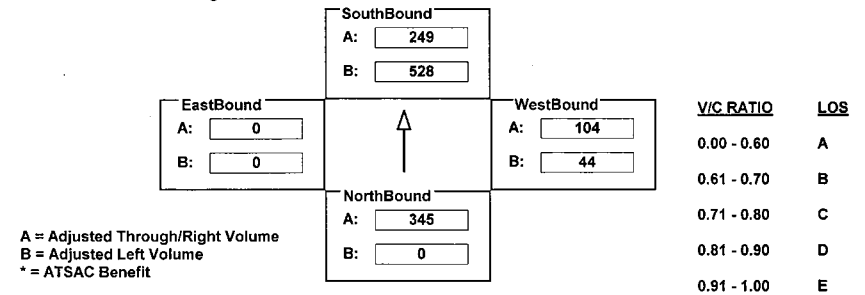 SouthBound
A: 249
B: 528
EastBound
A: 0
B: 0
WestBound
A: 104
B: 44
NorthBound
A: 345
B: 0
A = Adjusted Through/Right Volume
B = Adjusted Left Volume
* = ATSAC Benefit
V/C RATIO LOS
0.00 - 0.60 A
0.61 - 0.70 B
0.71 - 0.80 C
0.81 - 0.90 D
0.91 - 1.00 E